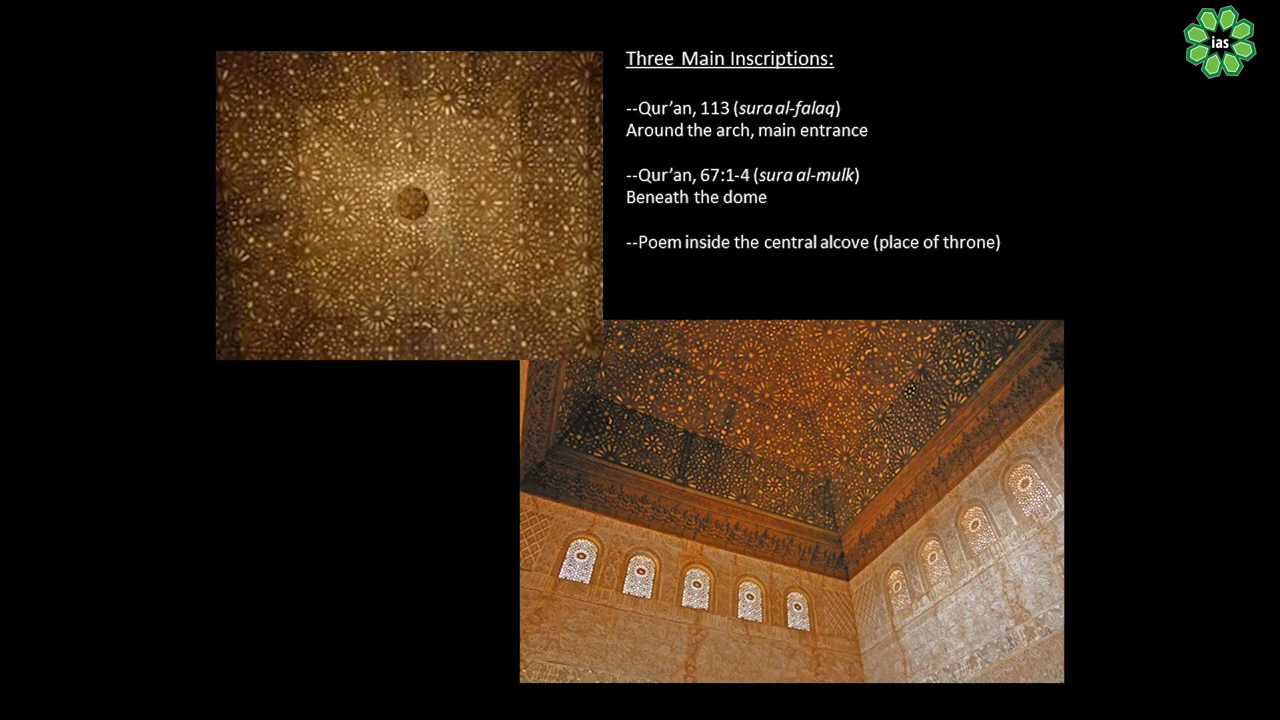 Three Main Inscriptions:
--Qur’an, 113 (sura al-falaq)
Around the arch, main entrance
--Qur’an, 67:1-4 (sura al-mulk)
Beneath the dome
--Poem inside the central alcove (place of throne)
ias